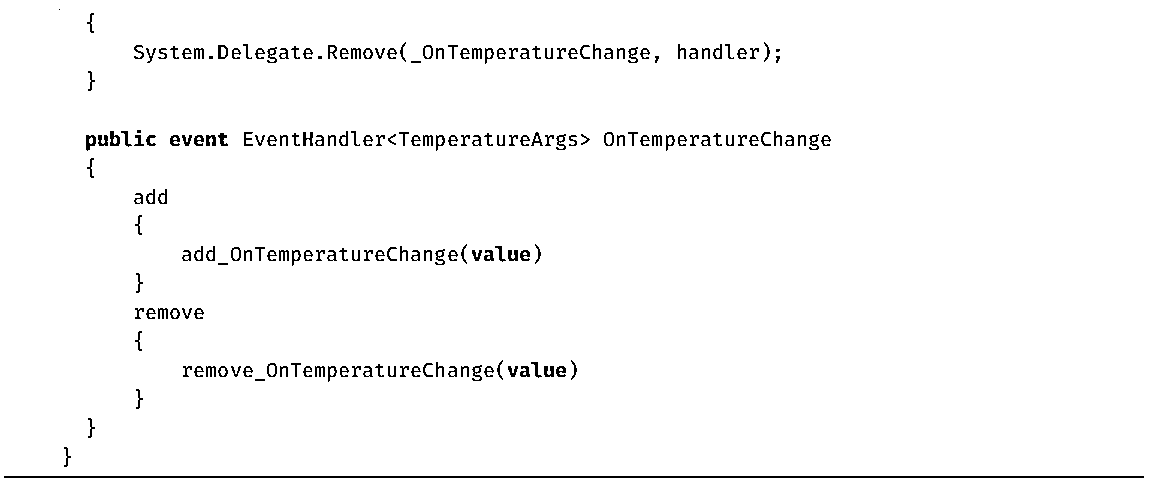 {
System.Delegate.Remove(_OnTemperatureChange, handler);
}
public event EventHandler<TemperatureArgs> OnTemperatureChange
{
add
{
add_OnTemperatureChange(value)
}
remove
{
remove_OnTemperatureChange(value)
}
}
}